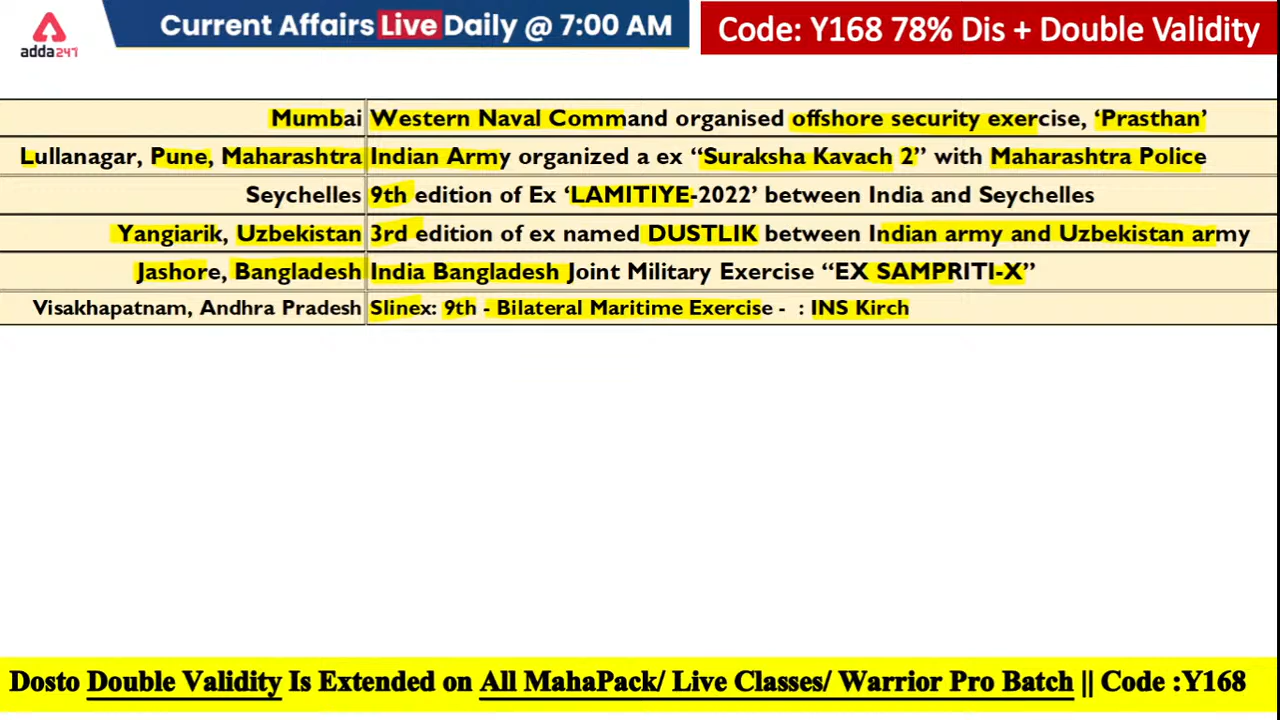 adda247
Current Affairs Live Daily @ 7:00 AM
Code: Y168 78% Dis + Double Validity
Mumbai Western Naval Command organised offshore security exercise, ‘Prasthan’
Lullanagar, Pune, Maharashtra Indian Army organized a ex “Suraksha Kavach 2” with Maharashtra Police
Seychelles 9th edition of Ex ‘LAMITIYE-2022’ between India and Seychelles
Yangiarik, Uzbekistan 3rd edition of ex named DUSTLIK between Indian army and Uzbekistan army
Jashore, Bangladesh India Bangladesh Joint Military Exercise “EX SAMPRITI-X”
Visakhapatnam, Andhra Pradesh Slinex: 9th - Bilateral Maritime Exercise - : INS Kirch
Dosto Double Validity Is Extended on All MahaPack/ Live Classes/ Warrior Pro Batch || Code :Y168